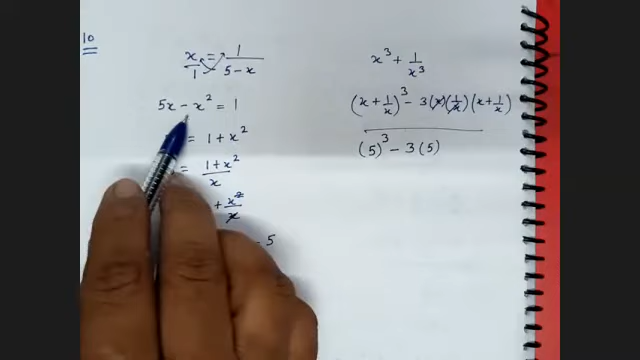 10
x/1 = 1/(5 - x)
5x - x² = 1
= 1 + x²
= (1 + x²)/x
+ x²/x
- 5
x³ + 1/x³
(x + 1/x)³ - 3(x)(1/x)(x + 1/x)
(5)³ - 3(5)